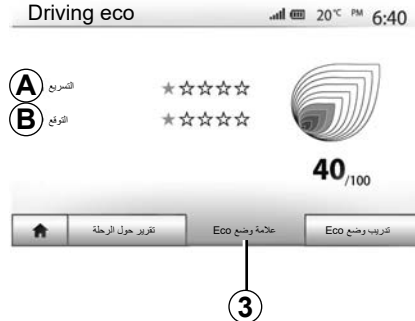 Driving eco 20°C PM 6:40
A التسريع
B التوقع
40/100
تقرير حول الرحلة علامة وضع Eco تدريب وضع Eco
3